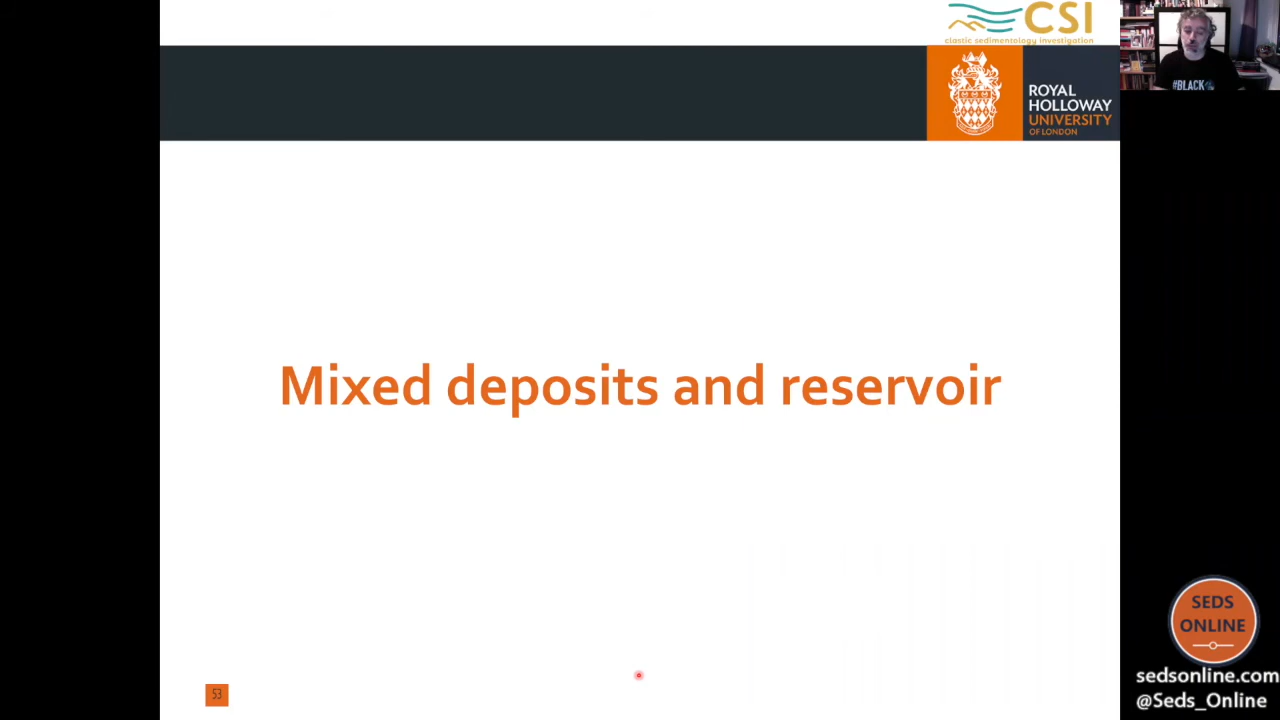 CSI
clastic sedimentology investigation
ROYAL
HOLLOWAY
UNIVERSITY
OF LONDON
#BLACK
Mixed deposits and reservoir
SEDS
ONLINE
sedsonline.com
@Seds_Online
53